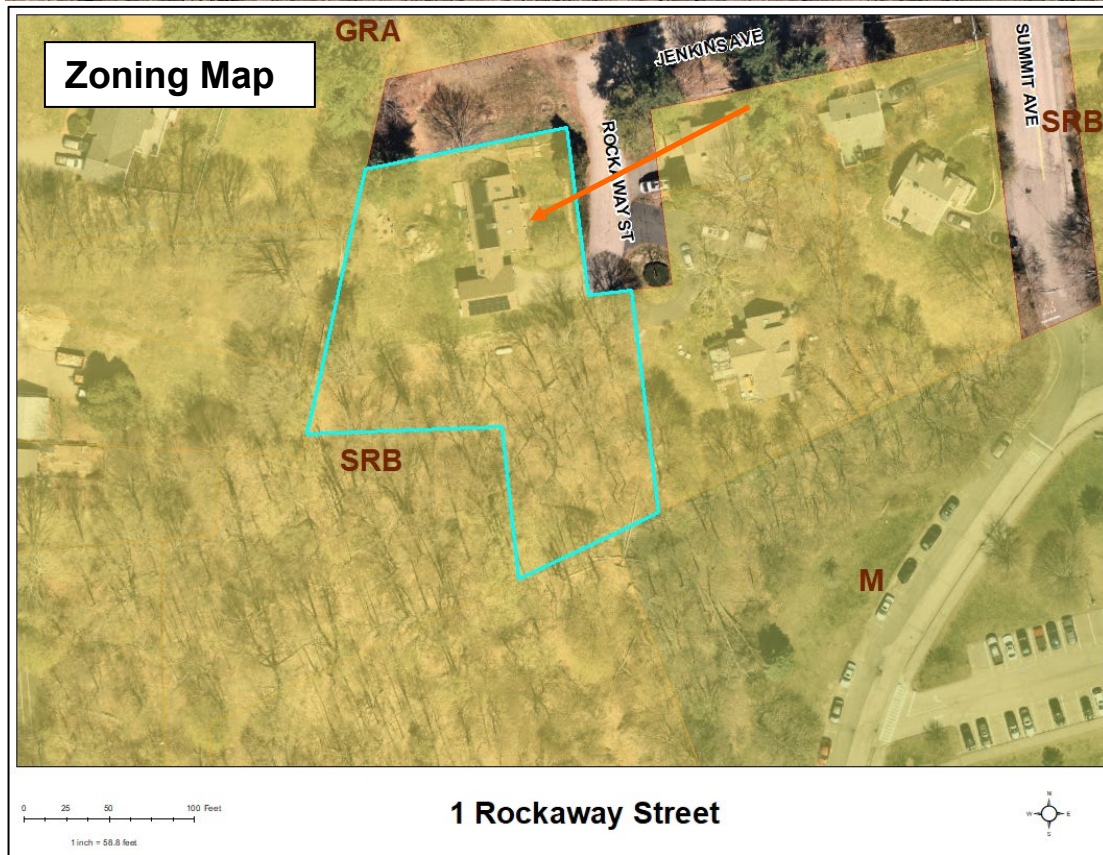 GRA
Zoning Map
JENKINS AVE
SUMMIT AVE
SRB
ROCKAWAY ST
SRB
M
0 25 50 100 Feet
1 inch = 58.8 feet
1 Rockaway Street
N
W E
S